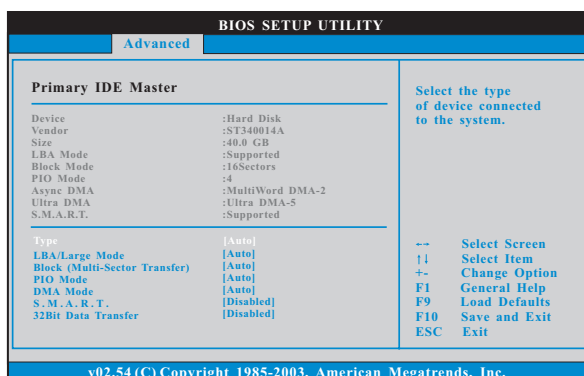 BIOS SETUP UTILITY
Advanced
Primary IDE Master
Device :Hard Disk
Vendor :ST340014A
Size :40.0 GB
LBA Mode :Supported
Block Mode :16Sectors
PIO Mode :4
Async DMA :MultiWord DMA-2
Ultra DMA :Ultra DMA-5
S.M.A.R.T. :Supported
Type [Auto]
LBA/Large Mode [Auto]
Block (Multi-Sector Transfer) [Auto]
PIO Mode [Auto]
DMA Mode [Auto]
S.M.A.R.T. [Disabled]
32Bit Data Transfer [Disabled]
Select the type
of device connected
to the system.
←→ Select Screen
↑↓ Select Item
+- Change Option
F1 General Help
F9 Load Defaults
F10 Save and Exit
ESC Exit
v02.54 (C) Copyright 1985-2003, American Megatrends, Inc.